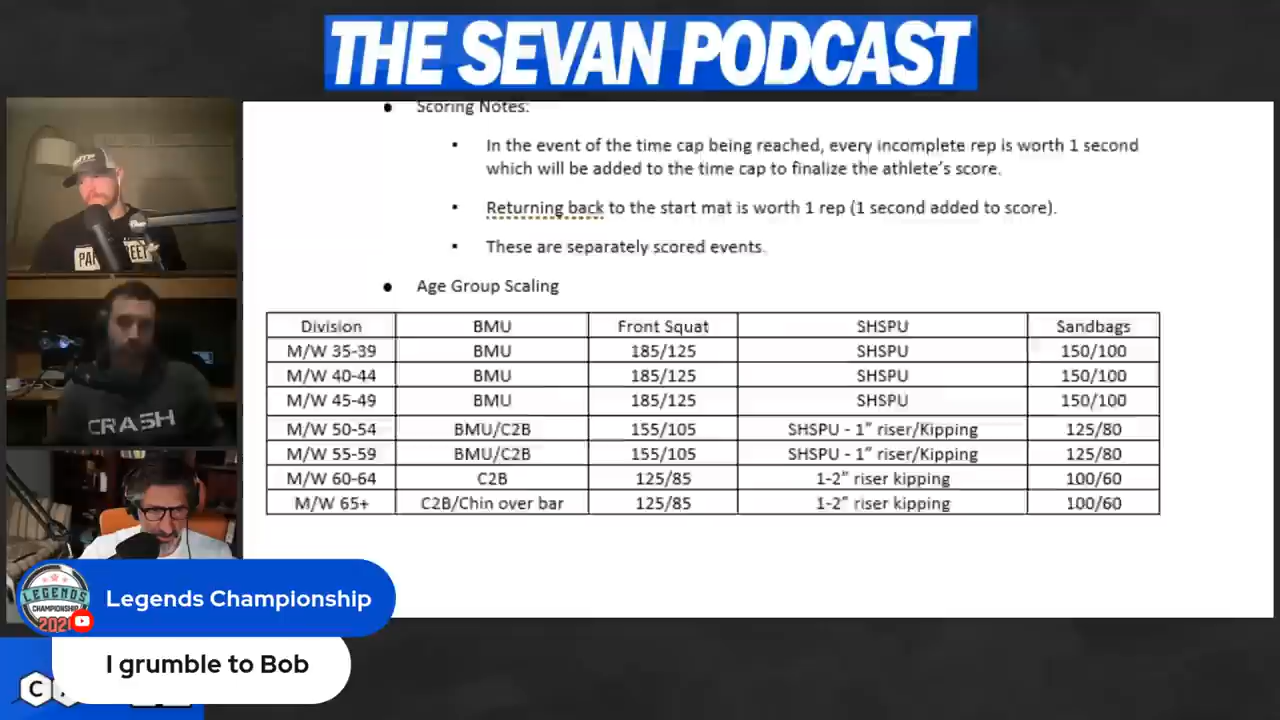 THE SEVAN PODCAST
Scoring Notes:
In the event of the time cap being reached, every incomplete rep is worth 1 second
which will be added to the time cap to finalize the athlete's score.
Returning back to the start mat is worth 1 rep (1 second added to score).
These are separately scored events.
Age Group Scaling
Division BMU Front Squat SHSPU Sandbags
M/W 35-39 BMU 185/125 SHSPU 150/100
M/W 40-44 BMU 185/125 SHSPU 150/100
M/W 45-49 BMU 185/125 SHSPU 150/100
M/W 50-54 BMU/C2B 155/105 SHSPU - 1” riser/Kipping 125/80
M/W 55-59 BMU/C2B 155/105 SHSPU - 1” riser/Kipping 125/80
M/W 60-64 C2B 125/85 1-2” riser kipping 100/60
M/W 65+ C2B/Chin over bar 125/85 1-2” riser kipping 100/60
CRASH
LEGENDS
CHAMPIONSHIP
Legends Championship
I grumble to Bob
C